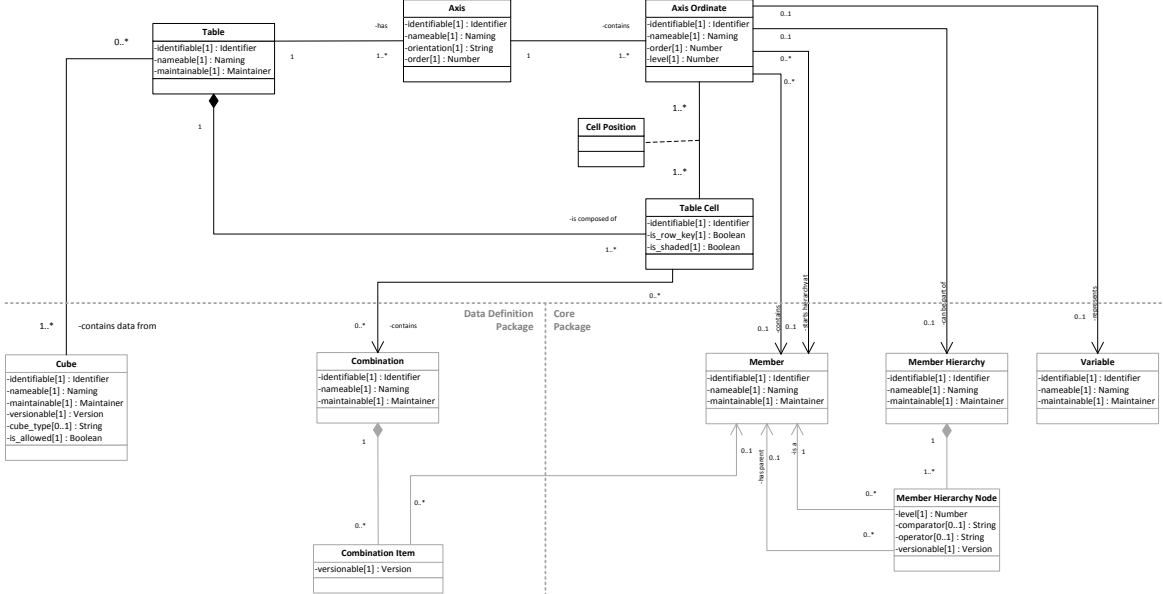 Table
-identifiable[1] : Identifier
-nameable[1] : Naming
-maintainable[1] : Maintainer
Axis
-identifiable[1] : Identifier
-nameable[1] : Naming
-orientation[1] : String
-order[1] : Number
Axis Ordinate
-identifiable[1] : Identifier
-nameable[1] : Naming
-order[1] : Number
-level[1] : Number
-has
1
1..*
-contains
1
1..*
0..1
0..1
0..*
0..*
0..*
1
1..*
Cell Position
1..*
Table Cell
-identifiable[1] : Identifier
-is_row_key[1] : Boolean
-is_shaded[1] : Boolean
-is composed of
1..*
0..*
-contains
-starts hierarchy at
-can be part of
-represents
Data Definition
Package
Core
Package
1..*
-contains data from
0..*
-contains
0..1
0..1
0..1
0..1
Cube
-identifiable[1] : Identifier
-nameable[1] : Naming
-maintainable[1] : Maintainer
-versionable[1] : Version
-cube_type[0..1] : String
-is_allowed[1] : Boolean
Combination
-identifiable[1] : Identifier
-nameable[1] : Naming
-maintainable[1] : Maintainer
Member
-identifiable[1] : Identifier
-nameable[1] : Naming
-maintainable[1] : Maintainer
Member Hierarchy
-identifiable[1] : Identifier
-nameable[1] : Naming
-maintainable[1] : Maintainer
Variable
-identifiable[1] : Identifier
-nameable[1] : Naming
-maintainable[1] : Maintainer
1
0..1
-has parent
0..1
-is a
1
1
1..*
0..*
0..*
0..*
0..*
Member Hierarchy Node
-level[1] : Number
-comparator[0..1] : String
-operator[0..1] : String
-versionable[1] : Version
Combination Item
-versionable[1] : Version